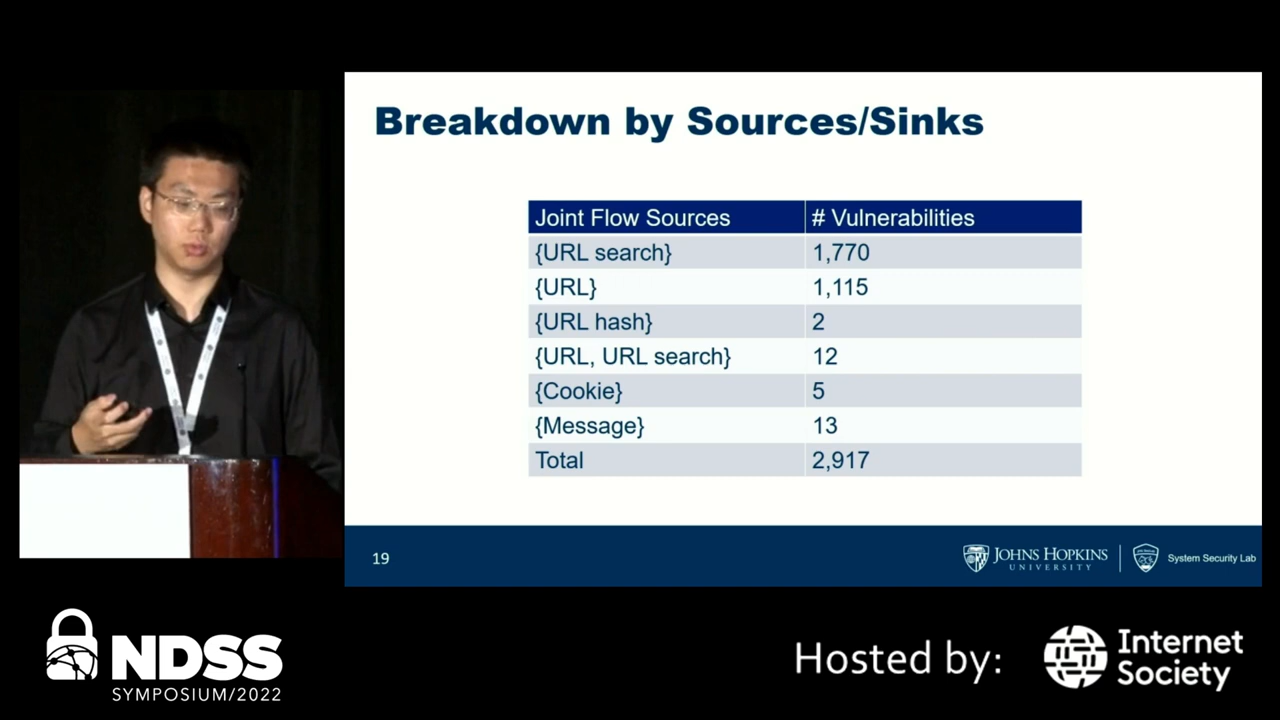 Breakdown by Sources/Sinks
Joint Flow Sources # Vulnerabilities
{URL search} 1,770
{URL} 1,115
{URL hash} 2
{URL, URL search} 12
{Cookie} 5
{Message} 13
Total 2,917
19
JOHNS HOPKINS
UNIVERSITY
System Security Lab
NDSS
SYMPOSIUM/2022
Hosted by:
Internet
Society